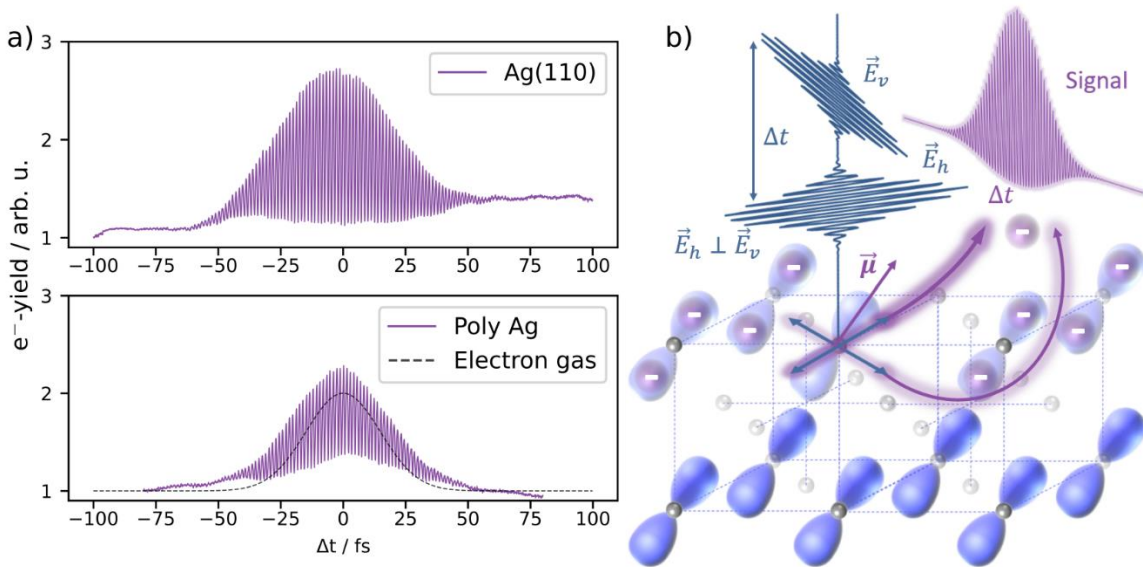 a)
3
2
1
Ag(110)
−100 −75 −50 −25 0 25 50 75 100
3
2
1
Poly Ag
Electron gas
−100 −75 −50 −25 0 25 50 75 100
e⁻-yield / arb. u.
Δt / fs
b)
E⃗ᵥ
Signal
Δt
E⃗ₕ
Δt
E⃗ₕ ⊥ E⃗ᵥ
μ⃗